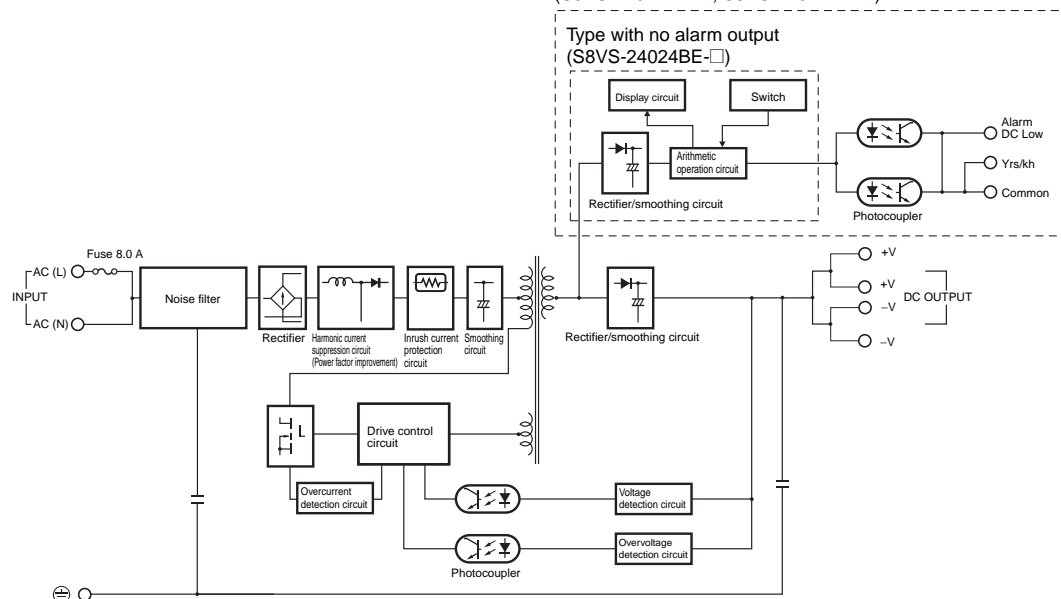 Type with no alarm output
(S8VS-24024BE-□)
Display circuit
Switch
Arithmetic
operation circuit
Rectifier/smoothing circuit
Alarm
DC Low
Yrs/kh
Common
Photocoupler
Fuse 8.0 A
AC (L)
INPUT
AC (N)
Noise filter
Rectifier
Harmonic current
suppression circuit
(Power factor improvement)
Inrush current
protection
circuit
Smoothing
circuit
Rectifier/smoothing circuit
+V
+V
DC OUTPUT
−V
−V
Drive control
circuit
Overcurrent
detection circuit
Voltage
detection circuit
Overvoltage
detection circuit
Photocoupler